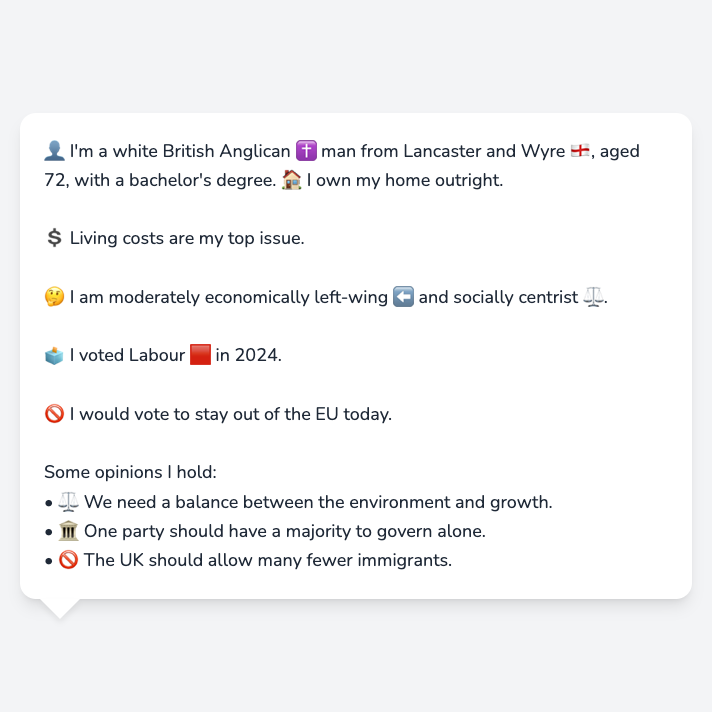 👤 I'm a white British Anglican ✝️ man from Lancaster and Wyre 🏴󠁧󠁢󠁥󠁮󠁧󠁿, aged
72, with a bachelor's degree. 🏠 I own my home outright.
💲 Living costs are my top issue.
🤔 I am moderately economically left-wing ⬅️ and socially centrist ⚖️.
🗳️ I voted Labour 🟥 in 2024.
🚫 I would vote to stay out of the EU today.
Some opinions I hold:
• ⚖️ We need a balance between the environment and growth.
• 🏛️ One party should have a majority to govern alone.
• 🚫 The UK should allow many fewer immigrants.